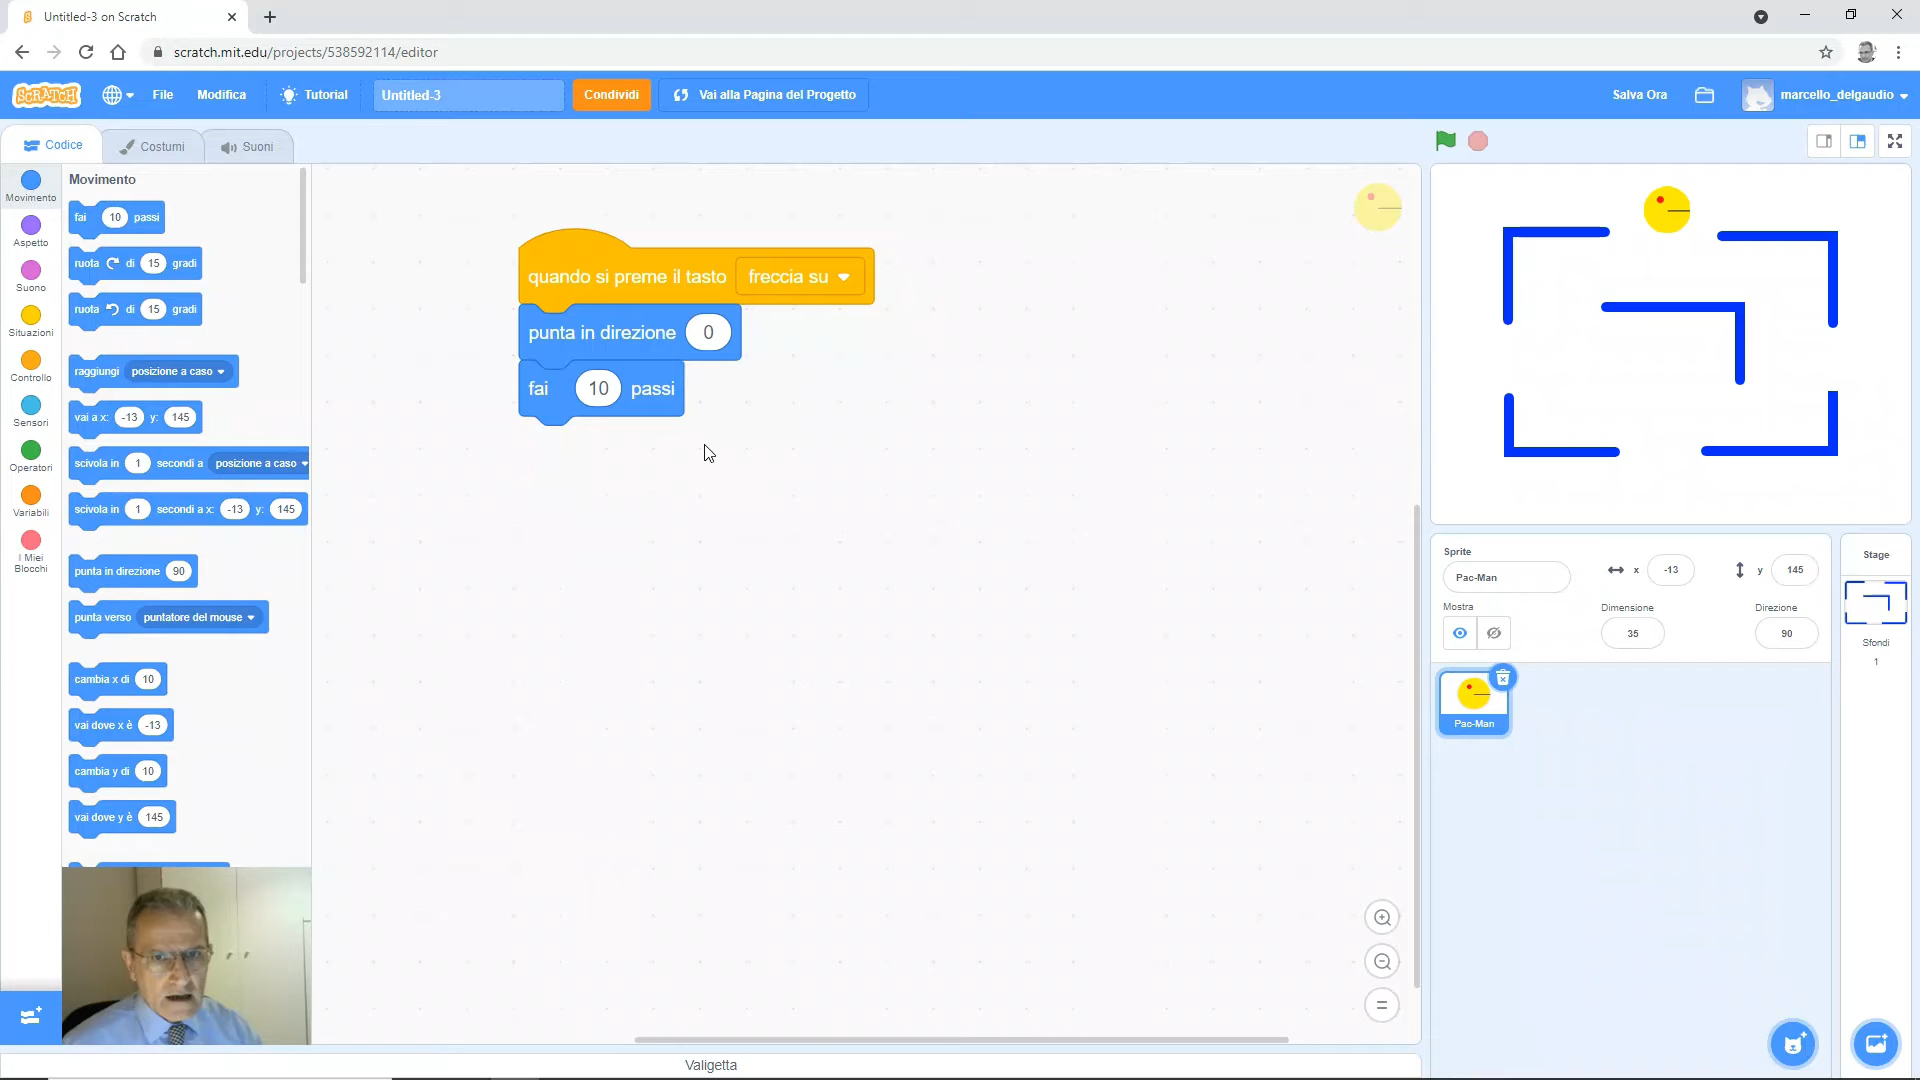 Untitled-3 on Scratch
scratch.mit.edu/projects/538592114/editor
SCRATCH
File
Modifica
Tutorial
Untitled-3
Condividi
Vai alla Pagina del Progetto
Salva Ora
marcello_delgaudio
Codice
Costumi
Suoni
Movimento
Aspetto
Suono
Situazioni
Controllo
Sensori
Operatori
Variabili
I Miei
Blocchi
Movimento
fai 10 passi
ruota di 15 gradi
ruota di 15 gradi
raggiungi posizione a caso
vai a x: -13 y: 145
scivola in 1 secondi a posizione a caso
scivola in 1 secondi a x: -13 y: 145
punta in direzione 90
punta verso puntatore del mouse
cambia x di 10
vai dove x è -13
cambia y di 10
vai dove y è 145
quando si preme il tasto freccia su
punta in direzione 0
fai 10 passi
Valigetta
Sprite
Pac-Man
x -13
y 145
Mostra
Dimensione
35
Direzione
90
Pac-Man
Stage
Sfondi
1